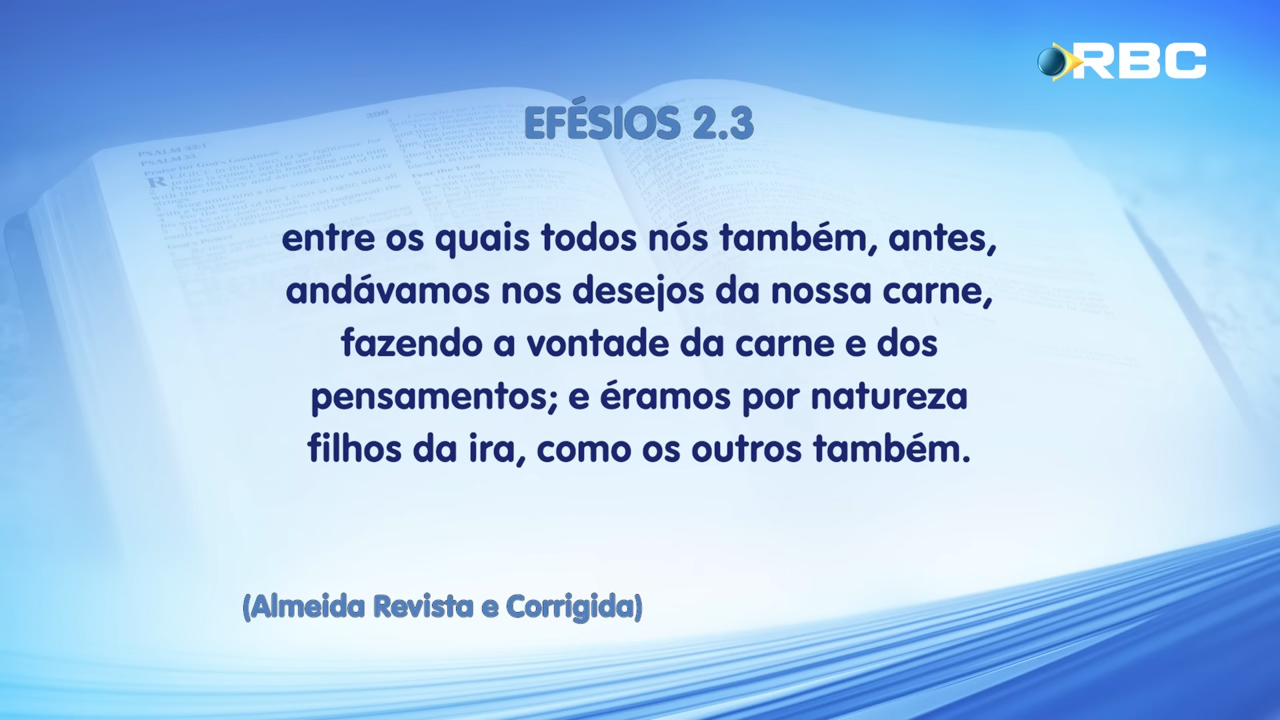 RBC
EFÉSIOS 2.3
entre os quais todos nós também, antes,
andávamos nos desejos da nossa carne,
fazendo a vontade da carne e dos
pensamentos; e éramos por natureza
filhos da ira, como os outros também.
(Almeida Revista e Corrigida)